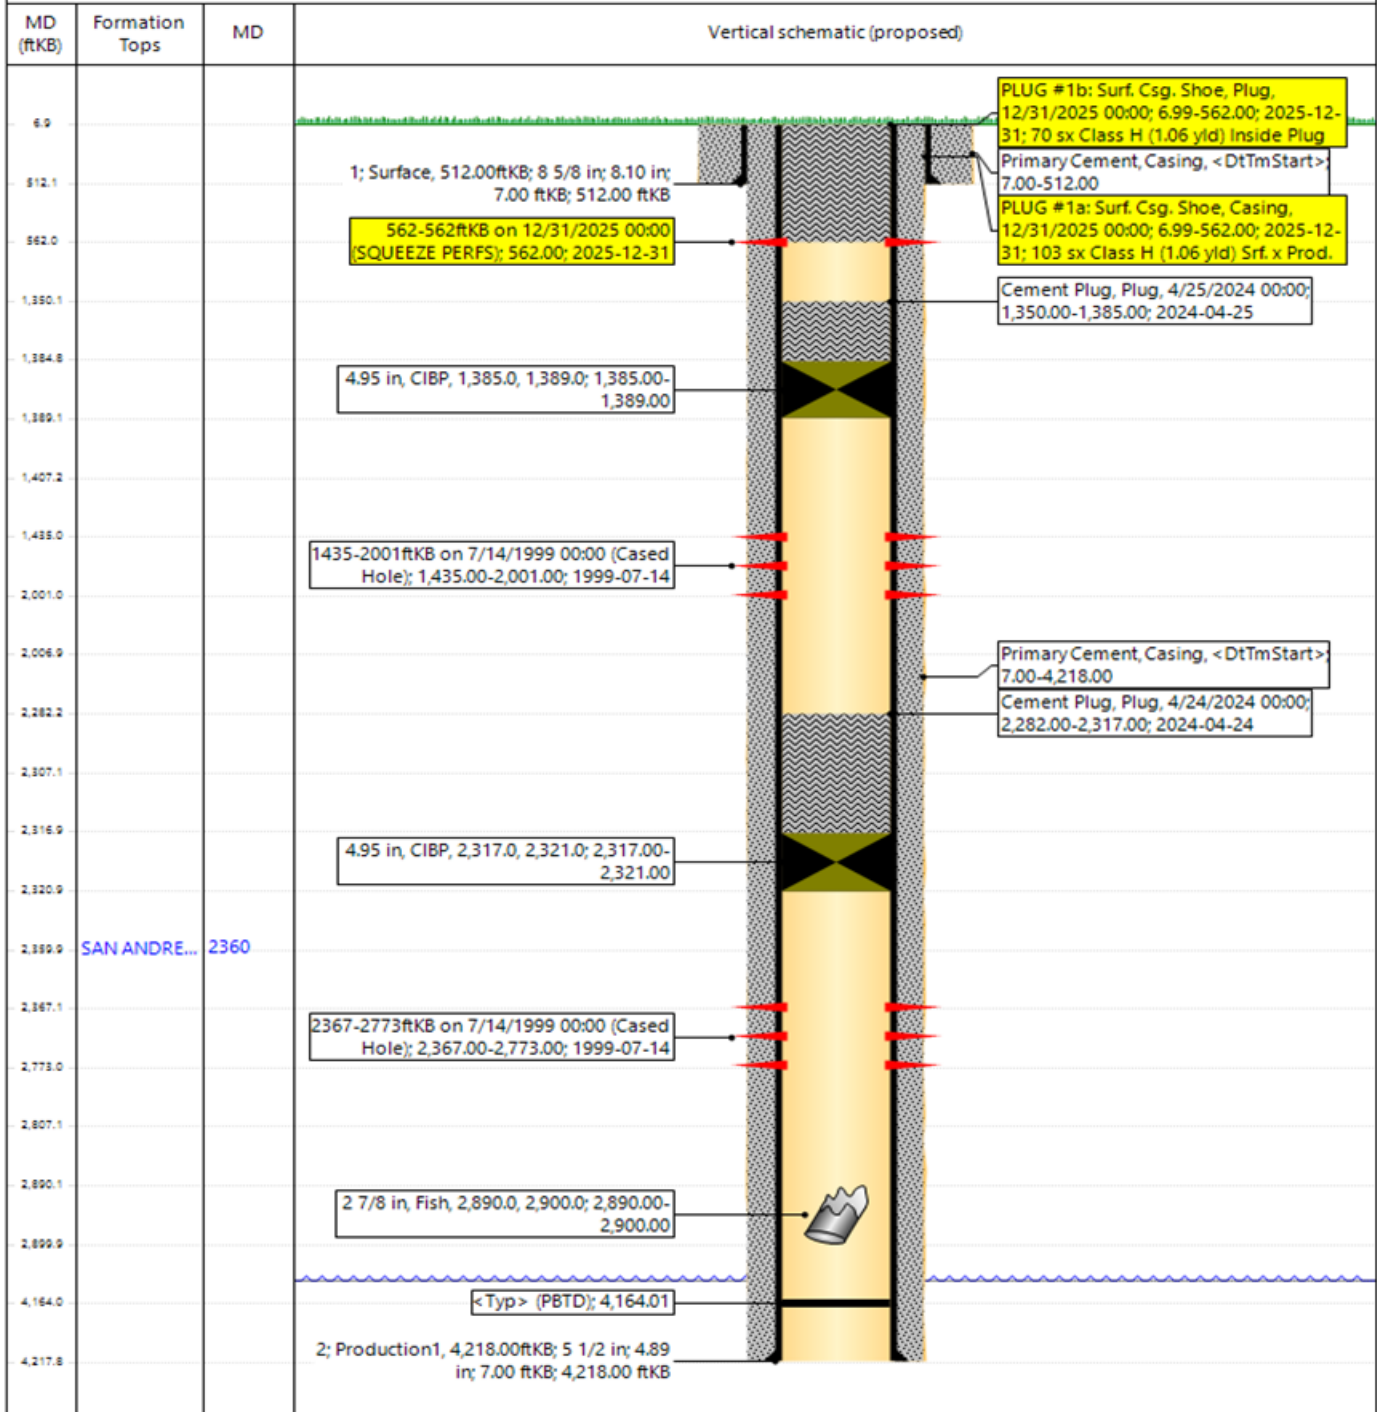 MD
(ftKB)
Formation
Tops
MD
Vertical schematic (proposed)
6.9
512.1
562.0
1,350.1
1,384.8
1,389.1
1,407.2
1,435.0
2,001.0
2,006.9
2,282.2
2,307.1
2,316.9
2,320.9
2,359.9
2,367.1
2,773.0
2,807.1
2,890.1
2,899.9
4,164.0
4,217.8
SAN ANDRE...
2360
1; Surface, 512.00ftKB; 8 5/8 in; 8.10 in;
7.00 ftKB; 512.00 ftKB
562-562ftKB on 12/31/2025 00:00
(SQUEEZE PERFS); 562.00; 2025-12-31
4.95 in, CIBP, 1,385.0, 1,389.0; 1,385.00-
1,389.00
1435-2001ftKB on 7/14/1999 00:00 (Cased
Hole); 1,435.00-2,001.00; 1999-07-14
4.95 in, CIBP, 2,317.0, 2,321.0; 2,317.00-
2,321.00
2367-2773ftKB on 7/14/1999 00:00 (Cased
Hole); 2,367.00-2,773.00; 1999-07-14
2 7/8 in, Fish, 2,890.0, 2,900.0; 2,890.00-
2,900.00
<Typ> (PBTD); 4,164.01
2; Production1, 4,218.00ftKB; 5 1/2 in; 4.89
in; 7.00 ftKB; 4,218.00 ftKB
PLUG #1b: Surf. Csg. Shoe, Plug,
12/31/2025 00:00; 6.99-562.00; 2025-12-
31; 70 sx Class H (1.06 yld) Inside Plug
Primary Cement, Casing, <DtTmStart>;
7.00-512.00
PLUG #1a: Surf. Csg. Shoe, Casing,
12/31/2025 00:00; 6.99-562.00; 2025-12-
31; 103 sx Class H (1.06 yld) Srf. x Prod.
Cement Plug, Plug, 4/25/2024 00:00;
1,350.00-1,385.00; 2024-04-25
Primary Cement, Casing, <DtTmStart>;
7.00-4,218.00
Cement Plug, Plug, 4/24/2024 00:00;
2,282.00-2,317.00; 2024-04-24